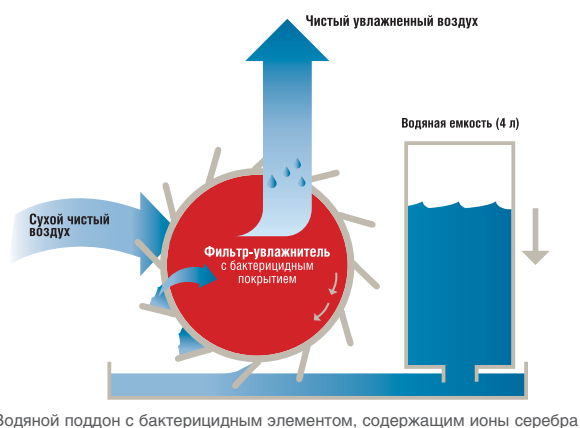 Чистый увлажненный воздух
Водяная емкость (4 л)
Сухой чистый
воздух
Фильтр-увлажнитель
с бактерицидным
покрытием
Водяной поддон с бактерицидным элементом, содержащим ионы серебра